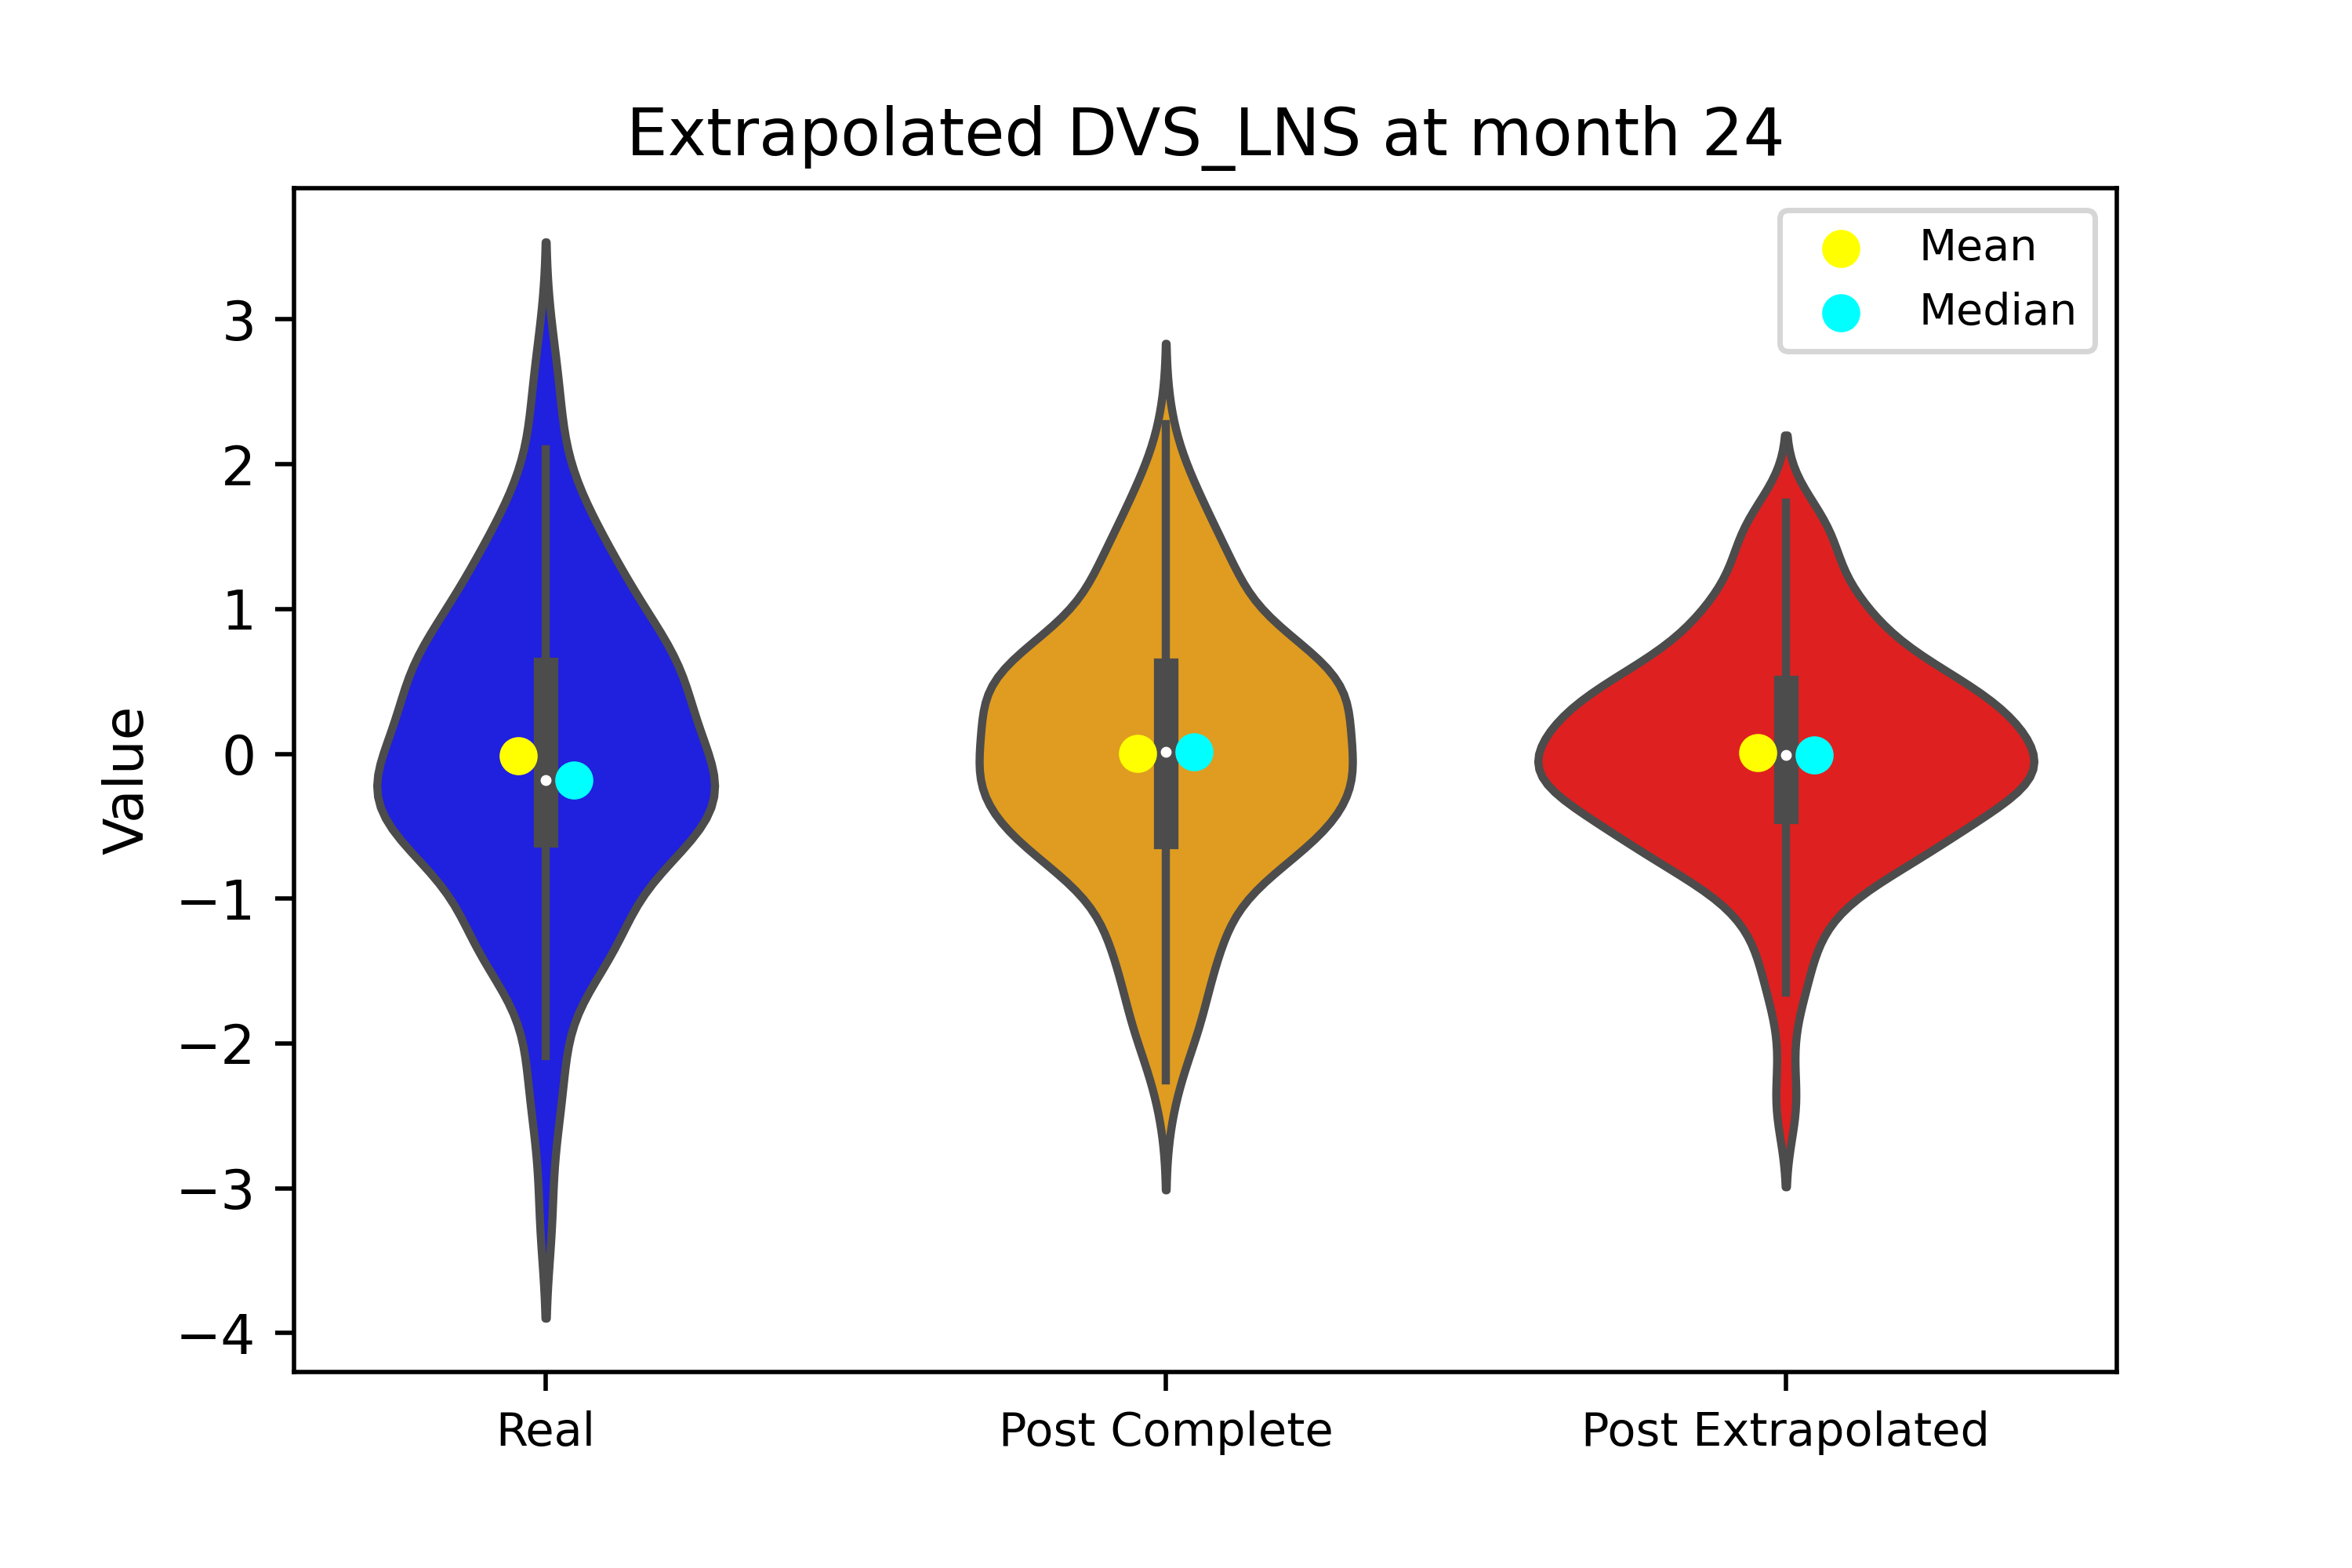 Extrapolated DVS_LNS at month 24
Mean
Median
Value
3
2
1
0
−1
−2
−3
−4
Real
Post Complete
Post Extrapolated